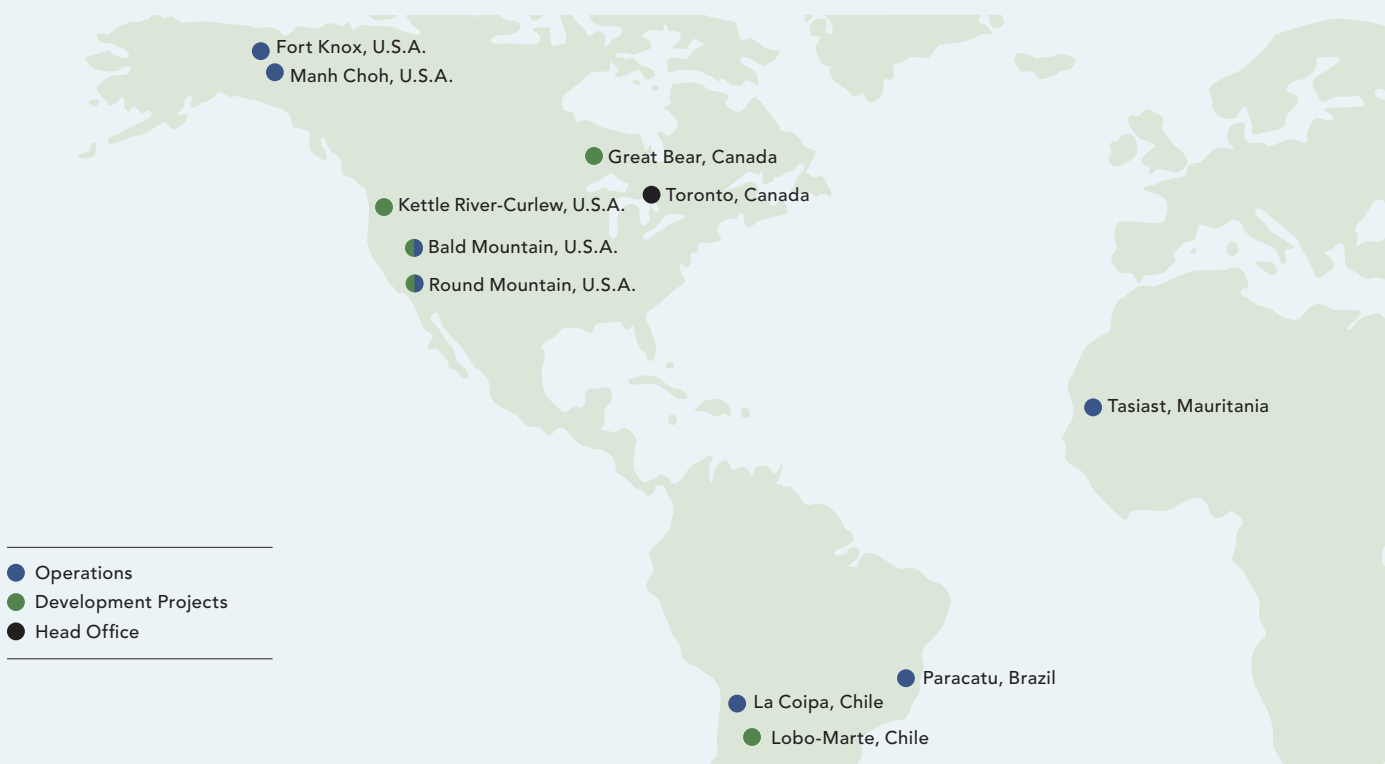 Fort Knox, U.S.A.
Manh Choh, U.S.A.
Great Bear, Canada
Toronto, Canada
Kettle River-Curlew, U.S.A.
Bald Mountain, U.S.A.
Round Mountain, U.S.A.
Tasiast, Mauritania
Operations
Development Projects
Head Office
Paracatu, Brazil
La Coipa, Chile
Lobo-Marte, Chile